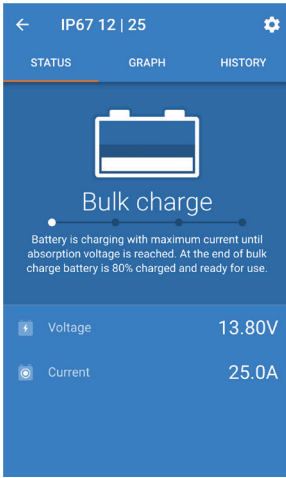 IP67 12 | 25
STATUS GRAPH HISTORY
Bulk charge
Battery is charging with maximum current until
absorption voltage is reached. At the end of bulk
charge battery is 80% charged and ready for use.
Voltage 13.80V
Current 25.0A